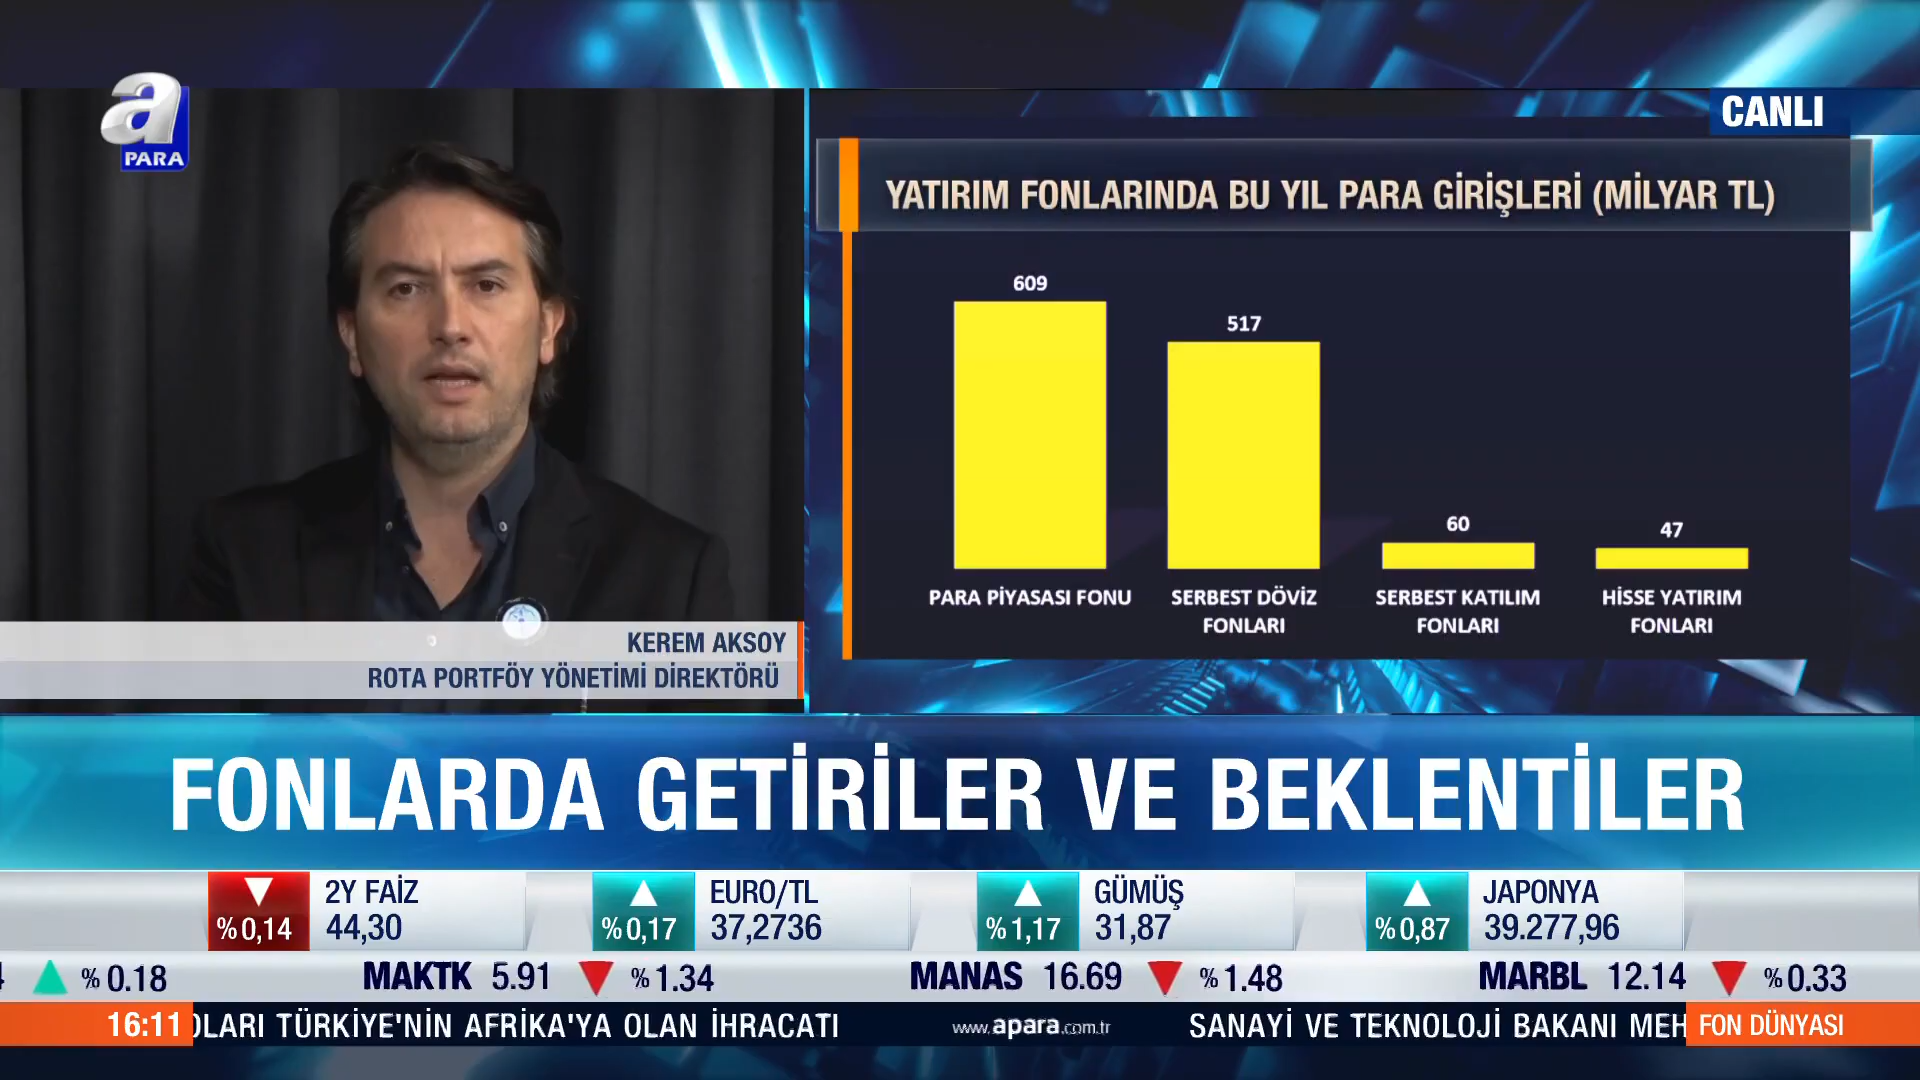 a
PARA
CANLI
YATIRIM FONLARINDA BU YIL PARA GİRİŞLERİ (MİLYAR TL)
609
517
60
47
PARA PİYASASI FONU
SERBEST DÖVİZ
FONLARI
SERBEST KATILIM
FONLARI
HİSSE YATIRIM
FONLARI
KEREM AKSOY
ROTA PORTFÖY YÖNETİMİ DİREKTÖRÜ
FONLARDA GETİRİLER VE BEKLENTİLER
%0,14 2Y FAİZ 44,30
%0,17 EURO/TL 37,2736
%1,17 GÜMÜŞ 31,87
%0,87 JAPONYA 39.277,96
%0.18 MAKTK 5.91 %1.34 MANAS 16.69 %1.48 MARBL 12.14 %0.33
16:11 OLARI TÜRKİYE'NİN AFRİKA'YA OLAN İHRACATI www.apara.com.tr SANAYİ VE TEKNOLOJİ BAKANI MEH FON DÜNYASI